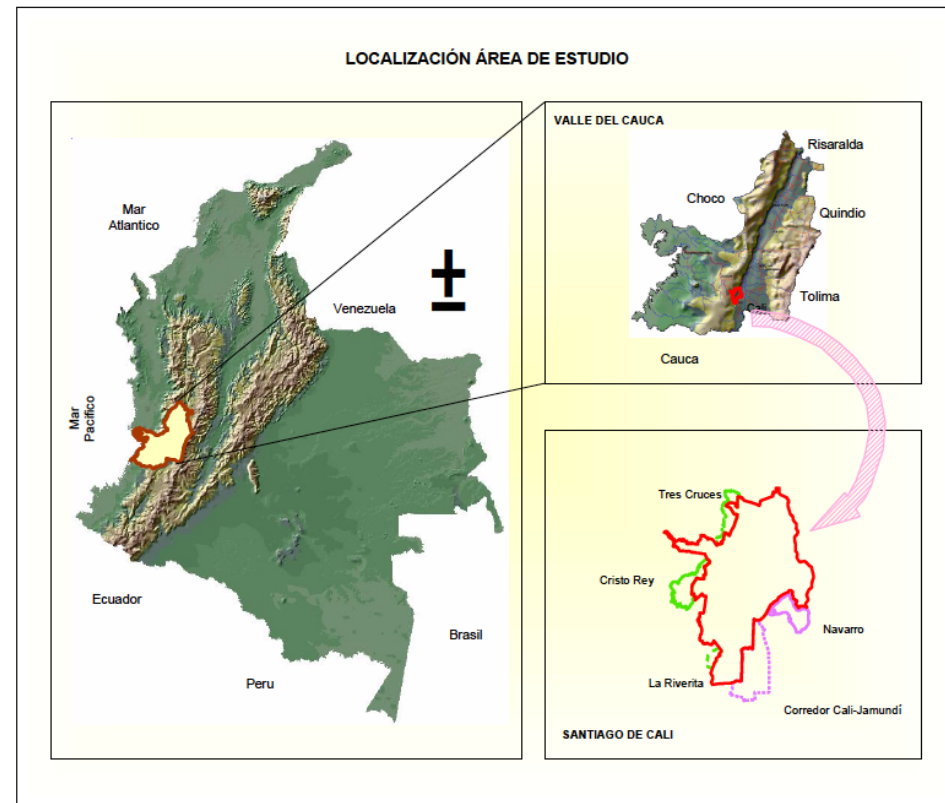 LOCALIZACIÓN ÁREA DE ESTUDIO
Mar
Atlantico
Venezuela
Mar
Pacifico
Ecuador
Brasil
Peru
VALLE DEL CAUCA
Risaralda
Choco
Quindio
Tolima
Cali
Cauca
Tres Cruces
Cristo Rey
Navarro
La Riverita
Corredor Cali-Jamundí
SANTIAGO DE CALI